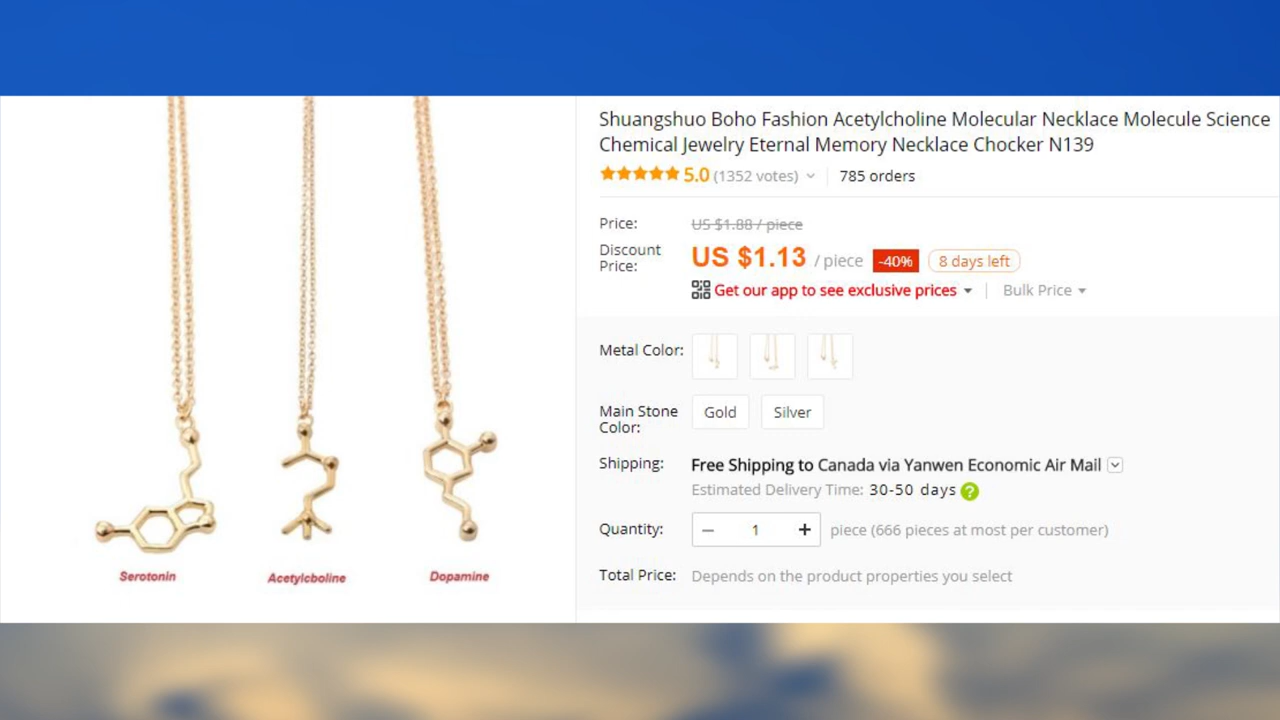 Shuangshuo Boho Fashion Acetylcholine Molecular Necklace Molecule Science
Chemical Jewelry Eternal Memory Necklace Chocker N139
5.0 (1352 votes) 785 orders
Price: US $1.88 / piece
Discount Price: US $1.13 / piece -40% 8 days left
Get our app to see exclusive prices Bulk Price
Metal Color:
Main Stone Color: Gold Silver
Shipping: Free Shipping to Canada via Yanwen Economic Air Mail
Estimated Delivery Time: 30-50 days ?
Quantity: − 1 + piece (666 pieces at most per customer)
Total Price: Depends on the product properties you select
Serotonin Acetylcboline Dopamine